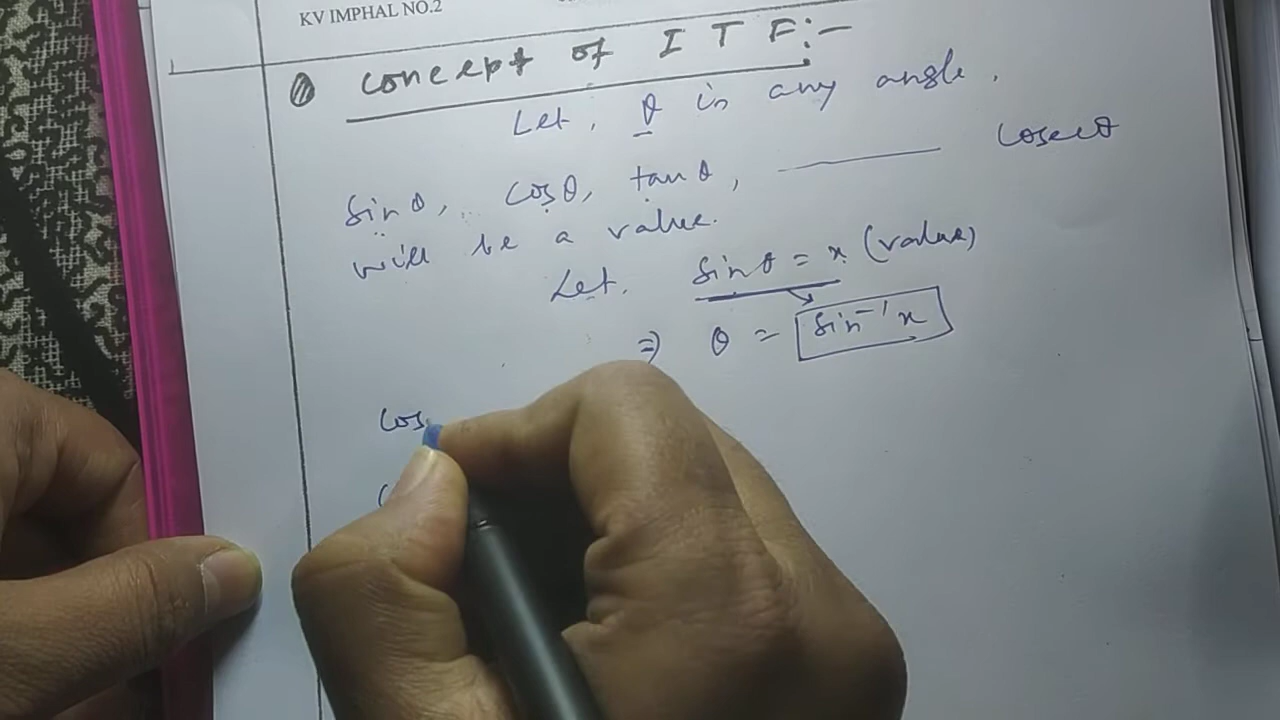 KV IMPHAL NO.2
concept of I T F:-
Let, θ is any angle.
sinθ, cosθ, tanθ, ——— cosecθ
will be a value.
Let, sinθ = x (value)
⇒ θ = sin⁻¹x
cos